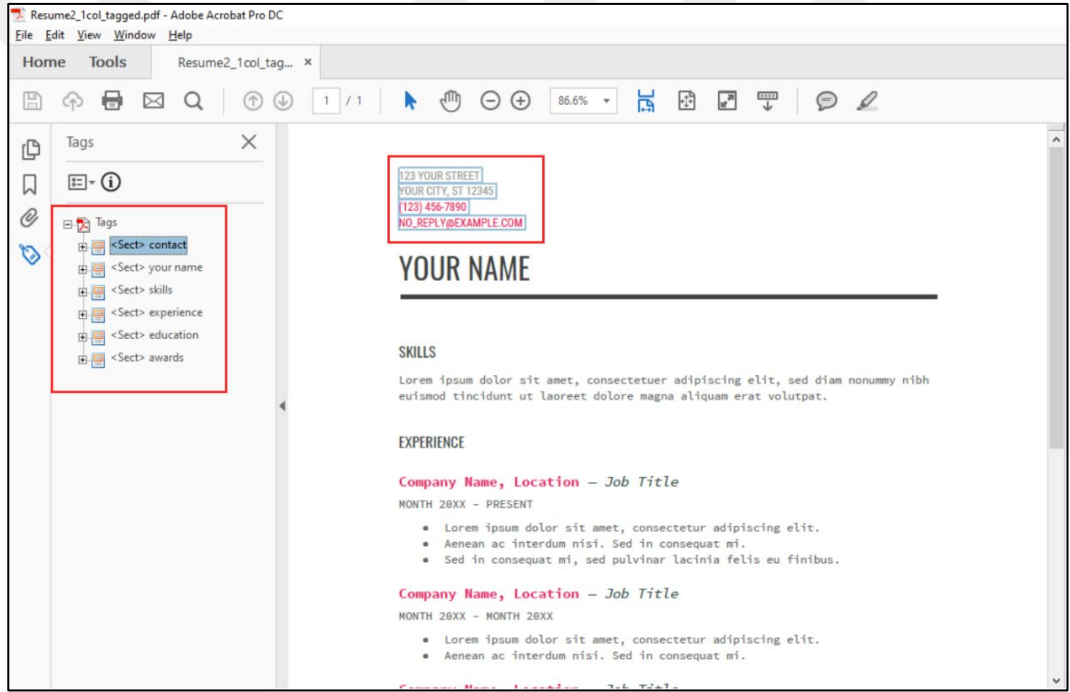 Resume2_1col_tagged.pdf - Adobe Acrobat Pro DC
File Edit View Window Help
Home Tools Resume2_1col_tag... ×
1 / 1 86.6%
Tags
Tags
<Sect> contact
<Sect> your name
<Sect> skills
<Sect> experience
<Sect> education
<Sect> awards
123 YOUR STREET
YOUR CITY, ST 12345
(123) 456-7890
NO_REPLY@EXAMPLE.COM
YOUR NAME
SKILLS
Lorem ipsum dolor sit amet, consectetuer adipiscing elit, sed diam nonummy nibh
euismod tincidunt ut laoreet dolore magna aliquam erat volutpat.
EXPERIENCE
Company Name, Location — Job Title
MONTH 20XX – PRESENT
● Lorem ipsum dolor sit amet, consectetur adipiscing elit.
● Aenean ac interdum nisi. Sed in consequat mi.
● Sed in consequat mi, sed pulvinar lacinia felis eu finibus.
Company Name, Location — Job Title
MONTH 20XX – MONTH 20XX
● Lorem ipsum dolor sit amet, consectetur adipiscing elit.
● Aenean ac interdum nisi. Sed in consequat mi.
Company Name, Location — Job Title